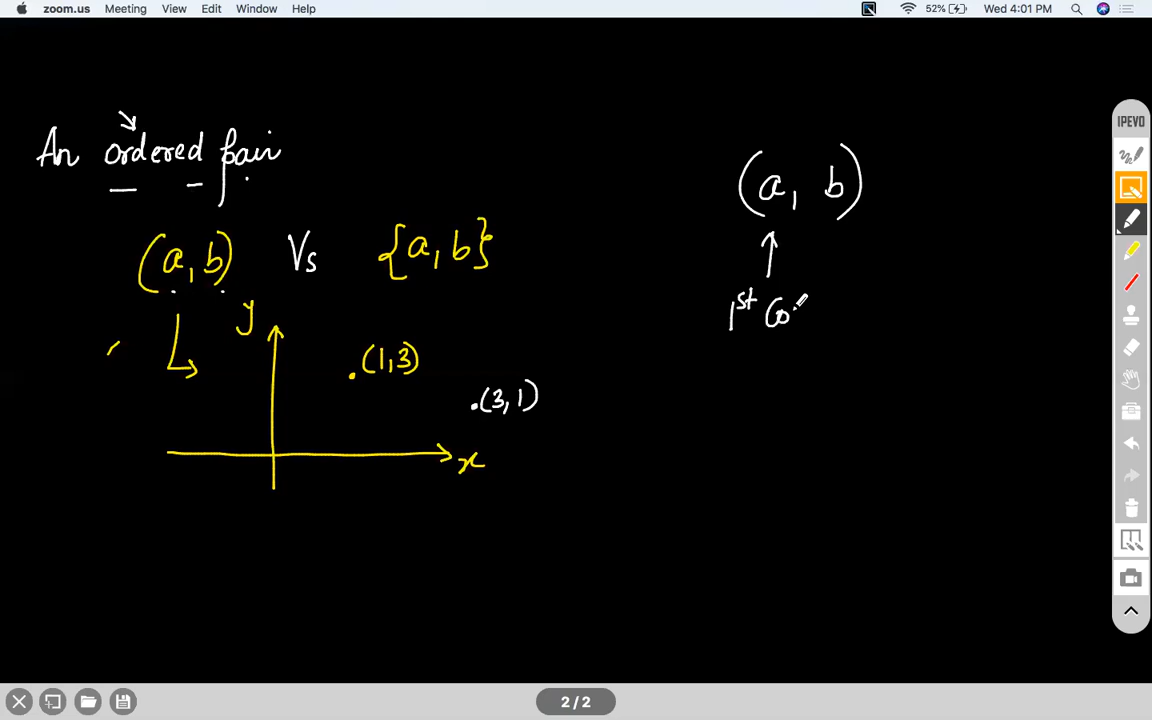 zoom.us Meeting View Edit Window Help 52% Wed 4:01 PM
IPEVO
An ordered pair
(a, b)
(a, b) Vs {a, b}
y
1st Co
.(1,3)
.(3, 1)
x
2 / 2